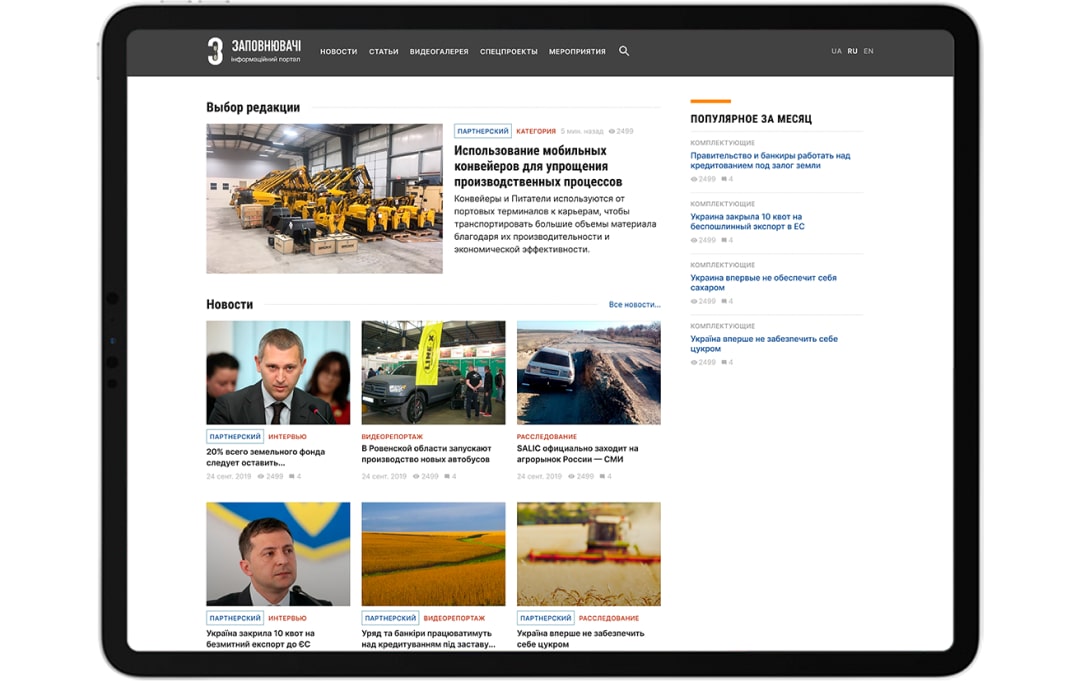 З ЗАПОВНЮВАЧІ
інформаційний портал
НОВОСТИ СТАТЬИ ВИДЕОГАЛЕРЕЯ СПЕЦПРОЕКТЫ МЕРОПРИЯТИЯ
UA RU EN
Выбор редакции
ПАРТНЕРСКИЙ КАТЕГОРИЯ 5 мин. назад 2499
Использование мобильных
конвейеров для упрощения
производственных процессов
Конвейеры и Питатели используются от
портовых терминалов к карьерам, чтобы
транспортировать большие объемы материала
благодаря их производительности и
экономической эффективности.
Новости
Все новости...
LINE-X
ПАРТНЕРСКИЙ ИНТЕРВЬЮ
20% всего земельного фонда
следует оставить...
24 сент. 2019 2499 4
ВИДЕОРЕПОРТАЖ
В Ровенской области запускают
производство новых автобусов
24 сент. 2019 2499 4
РАССЛЕДОВАНИЕ
SALIC официально заходит на
агрорынок России — СМИ
24 сент. 2019 2499 4
ПАРТНЕРСКИЙ ИНТЕРВЬЮ
Україна закрила 10 квот на
безмитний експорт до ЄС
ПАРТНЕРСКИЙ ВИДЕОРЕПОРТАЖ
Уряд та банкіри працюватимуть
над кредитуванням під заставу...
ПАРТНЕРСКИЙ РАССЛЕДОВАНИЕ
Україна вперше не забезпечить
себе цукром
ПОПУЛЯРНОЕ ЗА МЕСЯЦ
КОМПЛЕКТУЮЩИЕ
Правительство и банкиры работать над
кредитованием под залог земли
2499 4
КОМПЛЕКТУЮЩИЕ
Украина закрыла 10 квот на
беспошлинный экспорт в ЕС
2499 4
КОМПЛЕКТУЮЩИЕ
Украина впервые не обеспечит себя
сахаром
2499 4
КОМПЛЕКТУЮЩИЕ
Україна вперше не забезпечить себе
цукром
2499 4